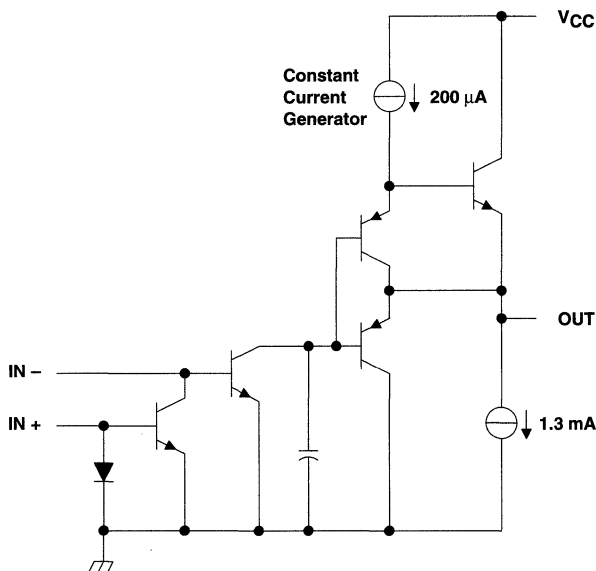 VCC
Constant
Current
Generator
200 µA
OUT
IN –
IN +
1.3 mA